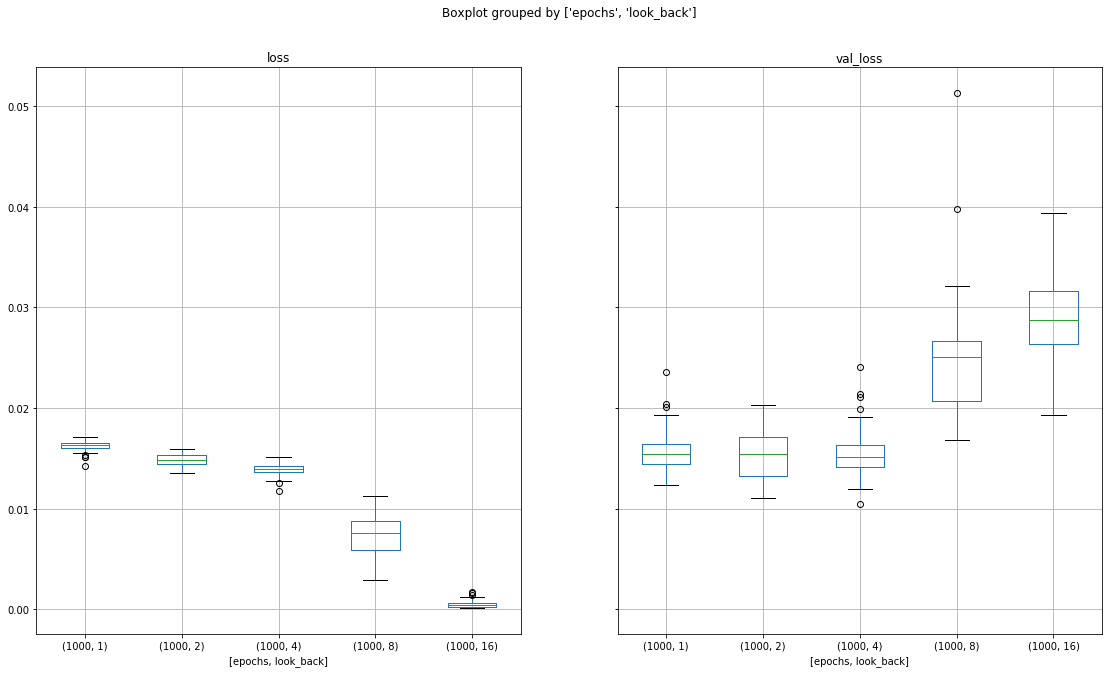 Boxplot grouped by ['epochs', 'look_back']
loss
0.05
0.04
0.03
0.02
0.01
0.00
(1000, 1) (1000, 2) (1000, 4) (1000, 8) (1000, 16)
[epochs, look_back]
val_loss
(1000, 1) (1000, 2) (1000, 4) (1000, 8) (1000, 16)
[epochs, look_back]